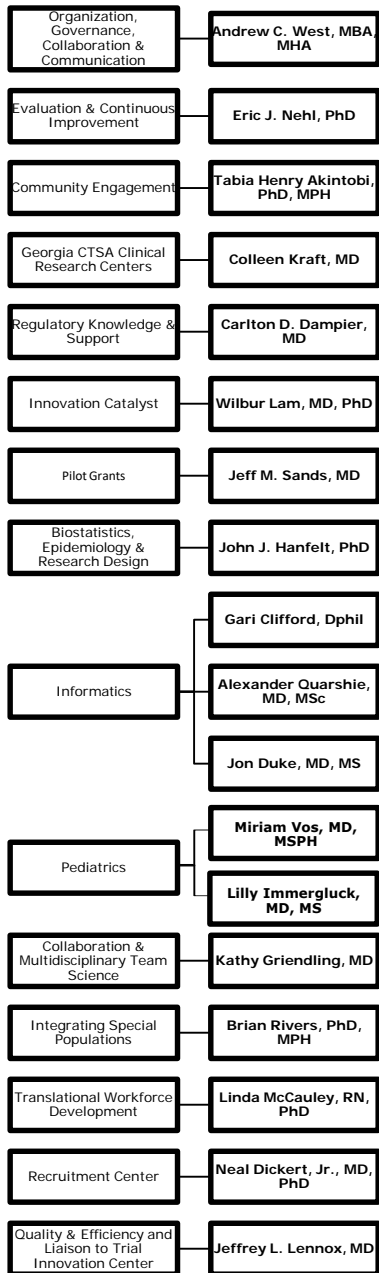 Organization,
Governance,
Collaboration &
Communication
Andrew C. West, MBA,
MHA
Evaluation & Continuous
Improvement
Eric J. Nehl, PhD
Community Engagement
Tabia Henry Akintobi,
PhD, MPH
Georgia CTSA Clinical
Research Centers
Colleen Kraft, MD
Regulatory Knowledge &
Support
Carlton D. Dampier,
MD
Innovation Catalyst
Wilbur Lam, MD, PhD
Pilot Grants
Jeff M. Sands, MD
Biostatistics,
Epidemiology &
Research Design
John J. Hanfelt, PhD
Informatics
Gari Clifford, Dphil
Alexander Quarshie,
MD, MSc
Jon Duke, MD, MS
Pediatrics
Miriam Vos, MD,
MSPH
Lilly Immergluck,
MD, MS
Collaboration &
Multidisciplinary Team
Science
Kathy Griendling, MD
Integrating Special
Populations
Brian Rivers, PhD,
MPH
Translational Workforce
Development
Linda McCauley, RN,
PhD
Recruitment Center
Neal Dickert, Jr., MD,
PhD
Quality & Efficiency and
Liaison to Trial
Innovation Center
Jeffrey L. Lennox, MD